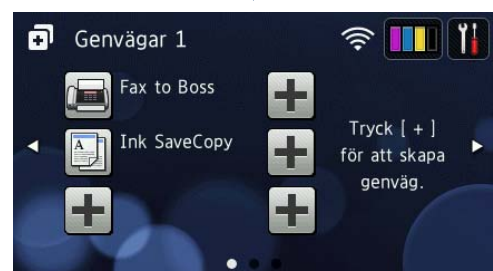 Genvägar 1
Fax to Boss
Ink SaveCopy
Tryck [ + ]
för att skapa
genväg.